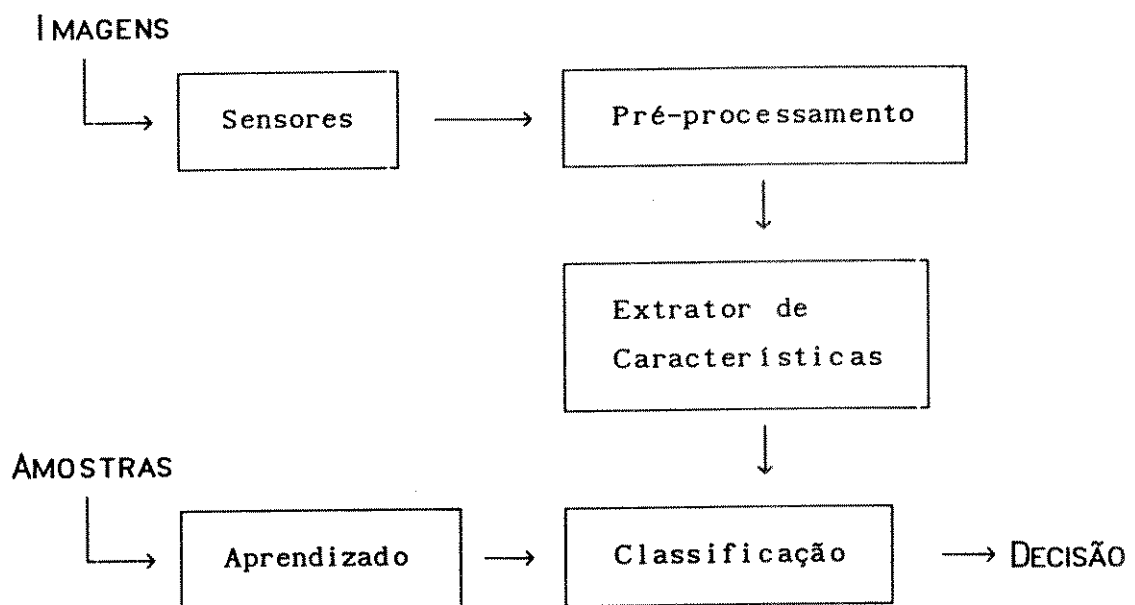 IMAGENS
Sensores
Pré-processamento
Extrator de
Características
AMOSTRAS
Aprendizado
Classificação
DECISÃO